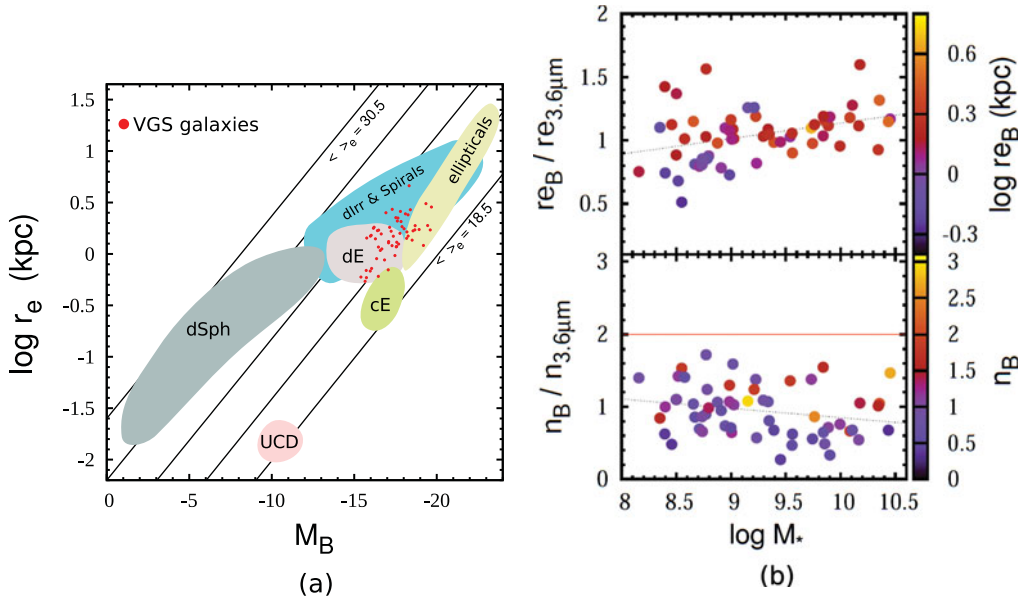 VGS galaxies
< >e = 30.5
< >e = 18.5
dIrr & Spirals
ellipticals
dE
cE
dSph
UCD
1.5
1
0.5
0
-0.5
-1
-1.5
-2
log re (kpc)
0 -5 -10 -15 -20
MB
(a)
2
1.5
1
0.5
reB / re3.6μm
0.6
0.3
0
-0.3
log reB (kpc)
3
2
1
0
nB / n3.6μm
3
2.5
2
1.5
1
0.5
0
nB
8 8.5 9 9.5 10 10.5
log M*
(b)